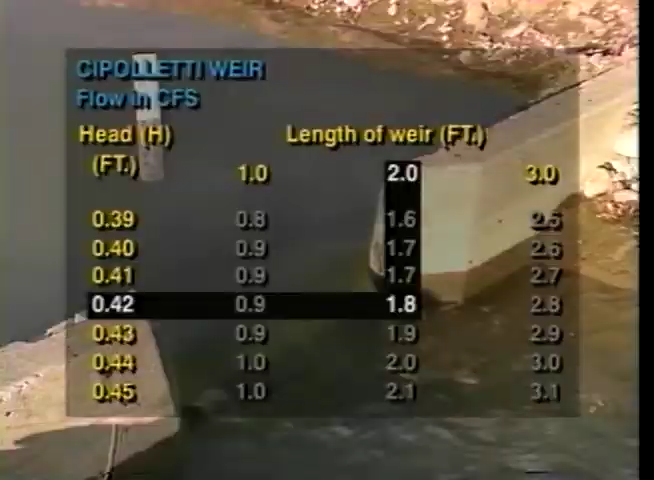 CIPOLLETTI WEIR
Flow in CFS
Head (H) Length of weir (FT.)
(FT.) 1.0 2.0 3.0
0.39 0.8 1.6 2.5
0.40 0.9 1.7 2.6
0.41 0.9 1.7 2.7
0.42 0.9 1.8 2.8
0.43 0.9 1.9 2.9
0.44 1.0 2.0 3.0
0.45 1.0 2.1 3.1